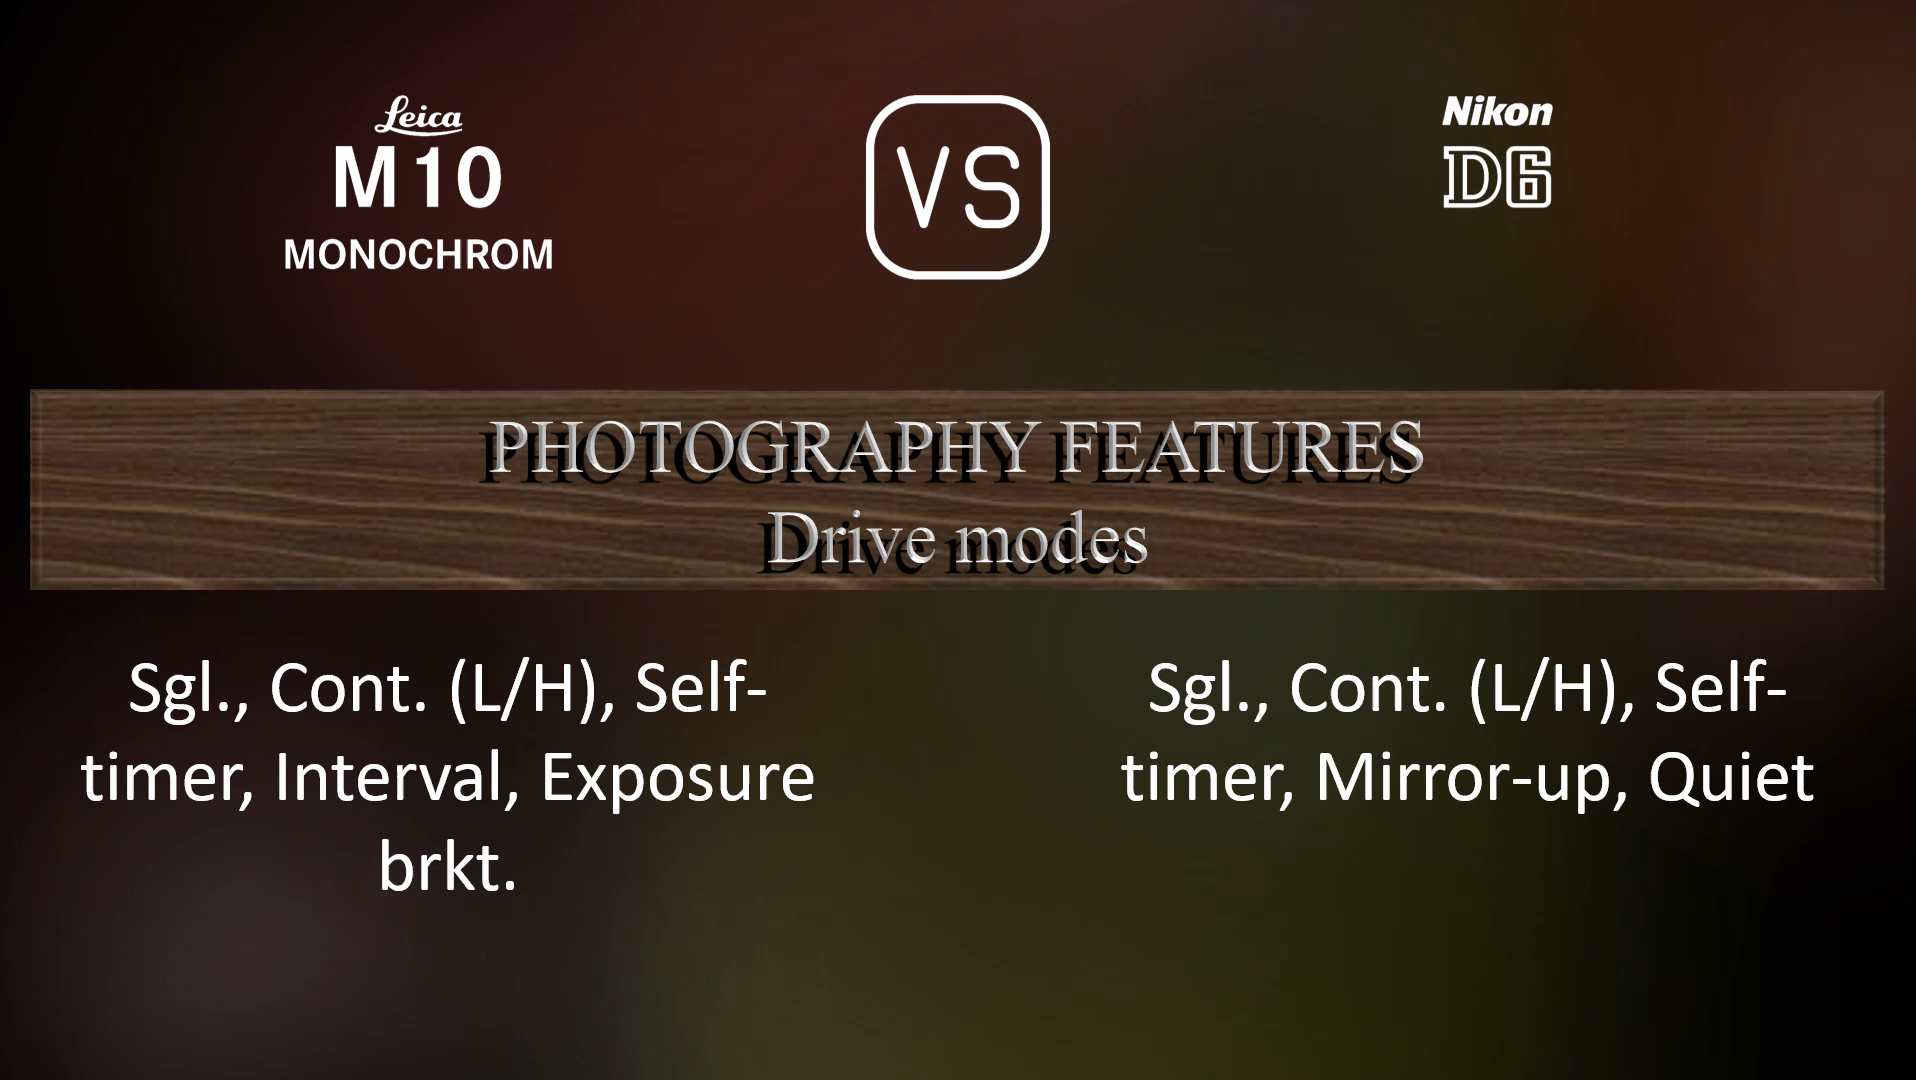 Leica
M10
MONOCHROM
VS
Nikon
D6
PHOTOGRAPHY FEATURES
Drive modes
Sgl., Cont. (L/H), Self-
timer, Interval, Exposure
brkt.
Sgl., Cont. (L/H), Self-
timer, Mirror-up, Quiet